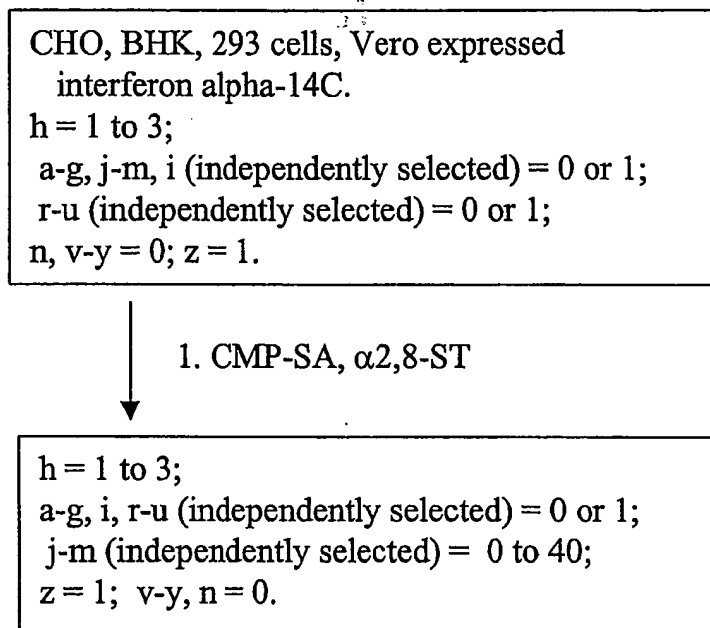 CHO, BHK, 293 cells, Vero expressed
interferon alpha-14C.
h = 1 to 3;
a-g, j-m, i (independently selected) = 0 or 1;
r-u (independently selected) = 0 or 1;
n, v-y = 0; z = 1.
1. CMP-SA, α2,8-ST
h = 1 to 3;
a-g, i, r-u (independently selected) = 0 or 1;
j-m (independently selected) = 0 to 40;
z = 1; v-y, n = 0.